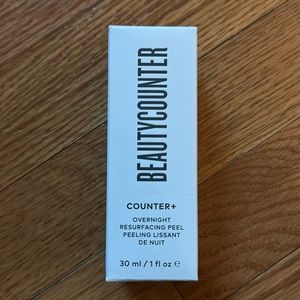 BEAUTYCOUNTER
COUNTER+
OVERNIGHT
RESURFACING PEEL
PEELING LISSANT
DE NUIT
30 ml / 1 fl oz ℮